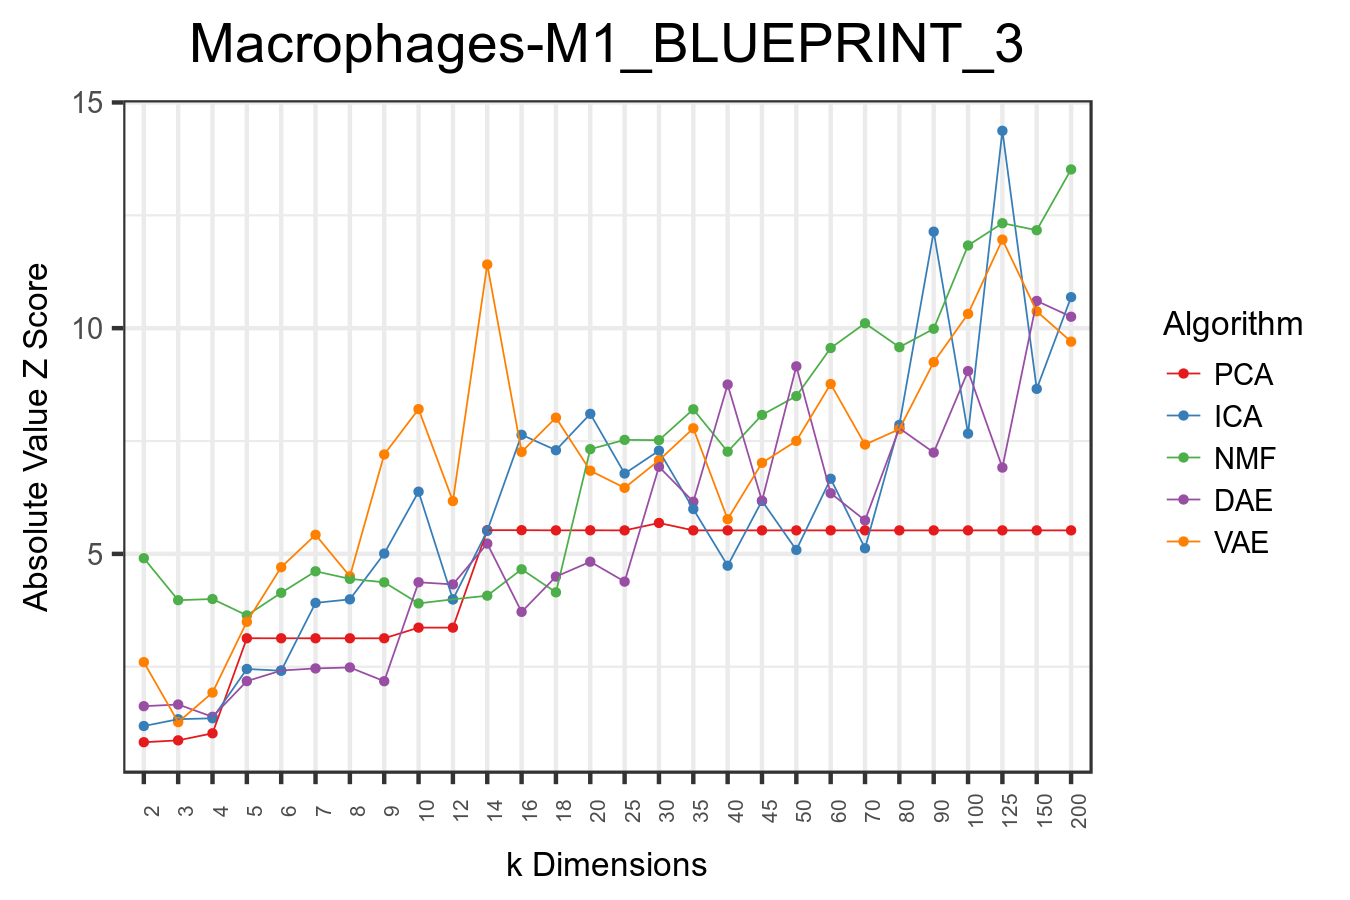 Macrophages-M1_BLUEPRINT_3
Absolute Value Z Score
15
10
5
2 3 4 5 6 7 8 9 10 12 14 16 18 20 25 30 35 40 45 50 60 70 80 90 100 125 150 200
k Dimensions
Algorithm
PCA
ICA
NMF
DAE
VAE